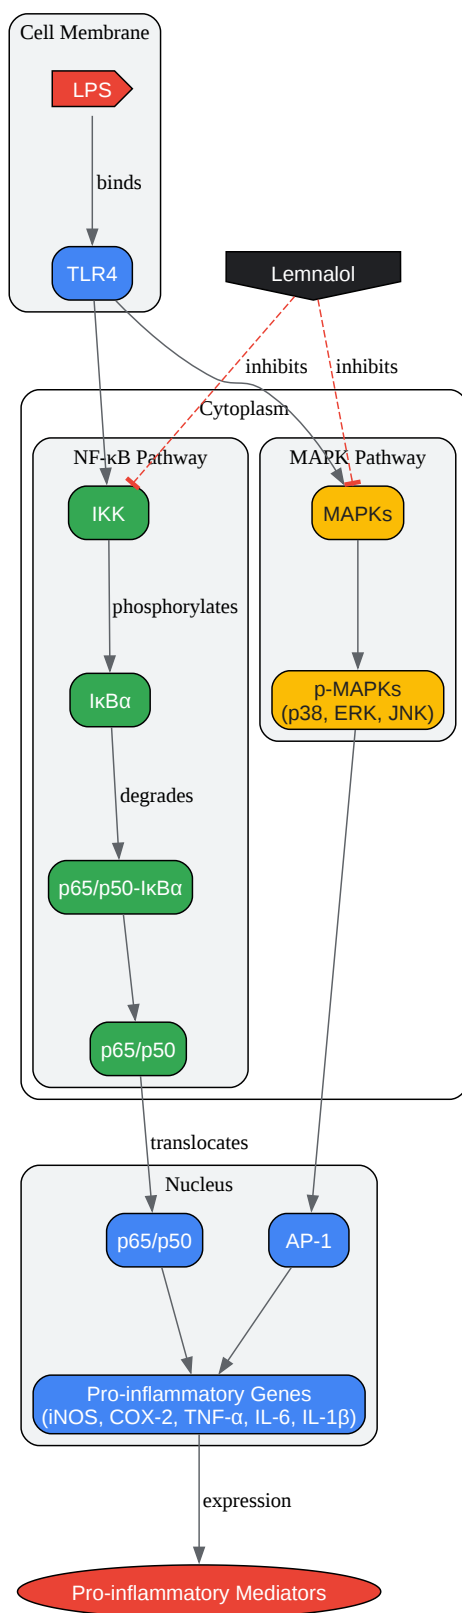 Cell Membrane
LPS
binds
TLR4
Lemnalol
inhibits
inhibits
Cytoplasm
NF-κB Pathway
MAPK Pathway
IKK
MAPKs
phosphorylates
IκBα
p-MAPKs
(p38, ERK, JNK)
degrades
p65/p50-IκBα
p65/p50
translocates
Nucleus
p65/p50
AP-1
Pro-inflammatory Genes
(iNOS, COX-2, TNF-α, IL-6, IL-1β)
expression
Pro-inflammatory Mediators